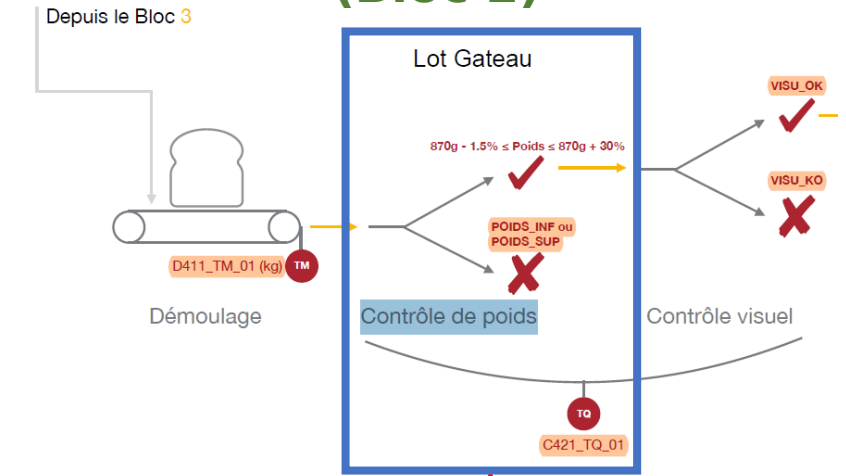 Depuis le Bloc 3
Lot Gateau
VISU_OK
870g - 1.5% ≤ Poids ≤ 870g + 30%
VISU_KO
POIDS_INF ou
POIDS_SUP
D411_TM_01 (kg)
TM
Démoulage
Contrôle de poids
Contrôle visuel
TQ
C421_TQ_01